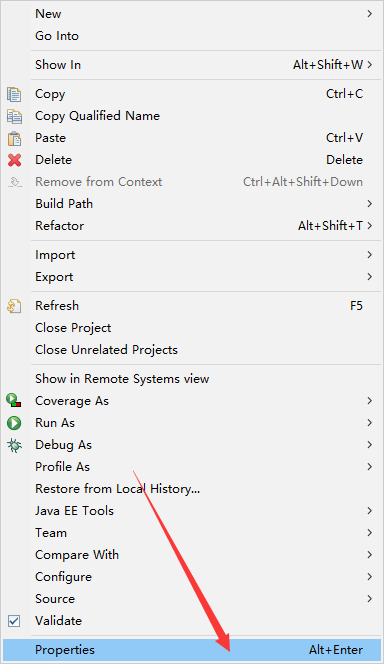 New
Go Into
Show In Alt+Shift+W
Copy Ctrl+C
Copy Qualified Name
Paste Ctrl+V
Delete Delete
Remove from Context Ctrl+Alt+Shift+Down
Build Path
Refactor Alt+Shift+T
Import
Export
Refresh F5
Close Project
Close Unrelated Projects
Show in Remote Systems view
Coverage As
Run As
Debug As
Profile As
Restore from Local History...
Java EE Tools
Team
Compare With
Configure
Source
Validate
Properties Alt+Enter